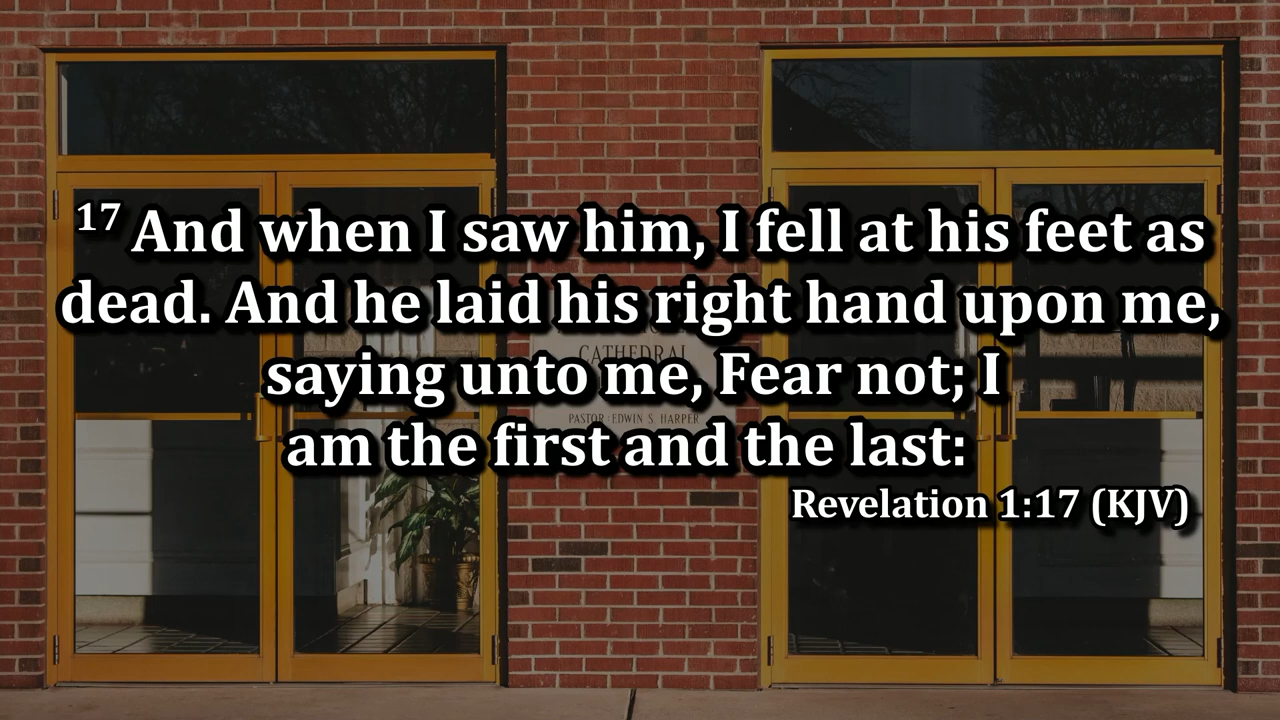 17 And when I saw him, I fell at his feet as
dead. And he laid his right hand upon me,
saying unto me, Fear not; I
am the first and the last:
Revelation 1:17 (KJV)
CATHEDRAL
PASTOR · EDWIN S. HARPER